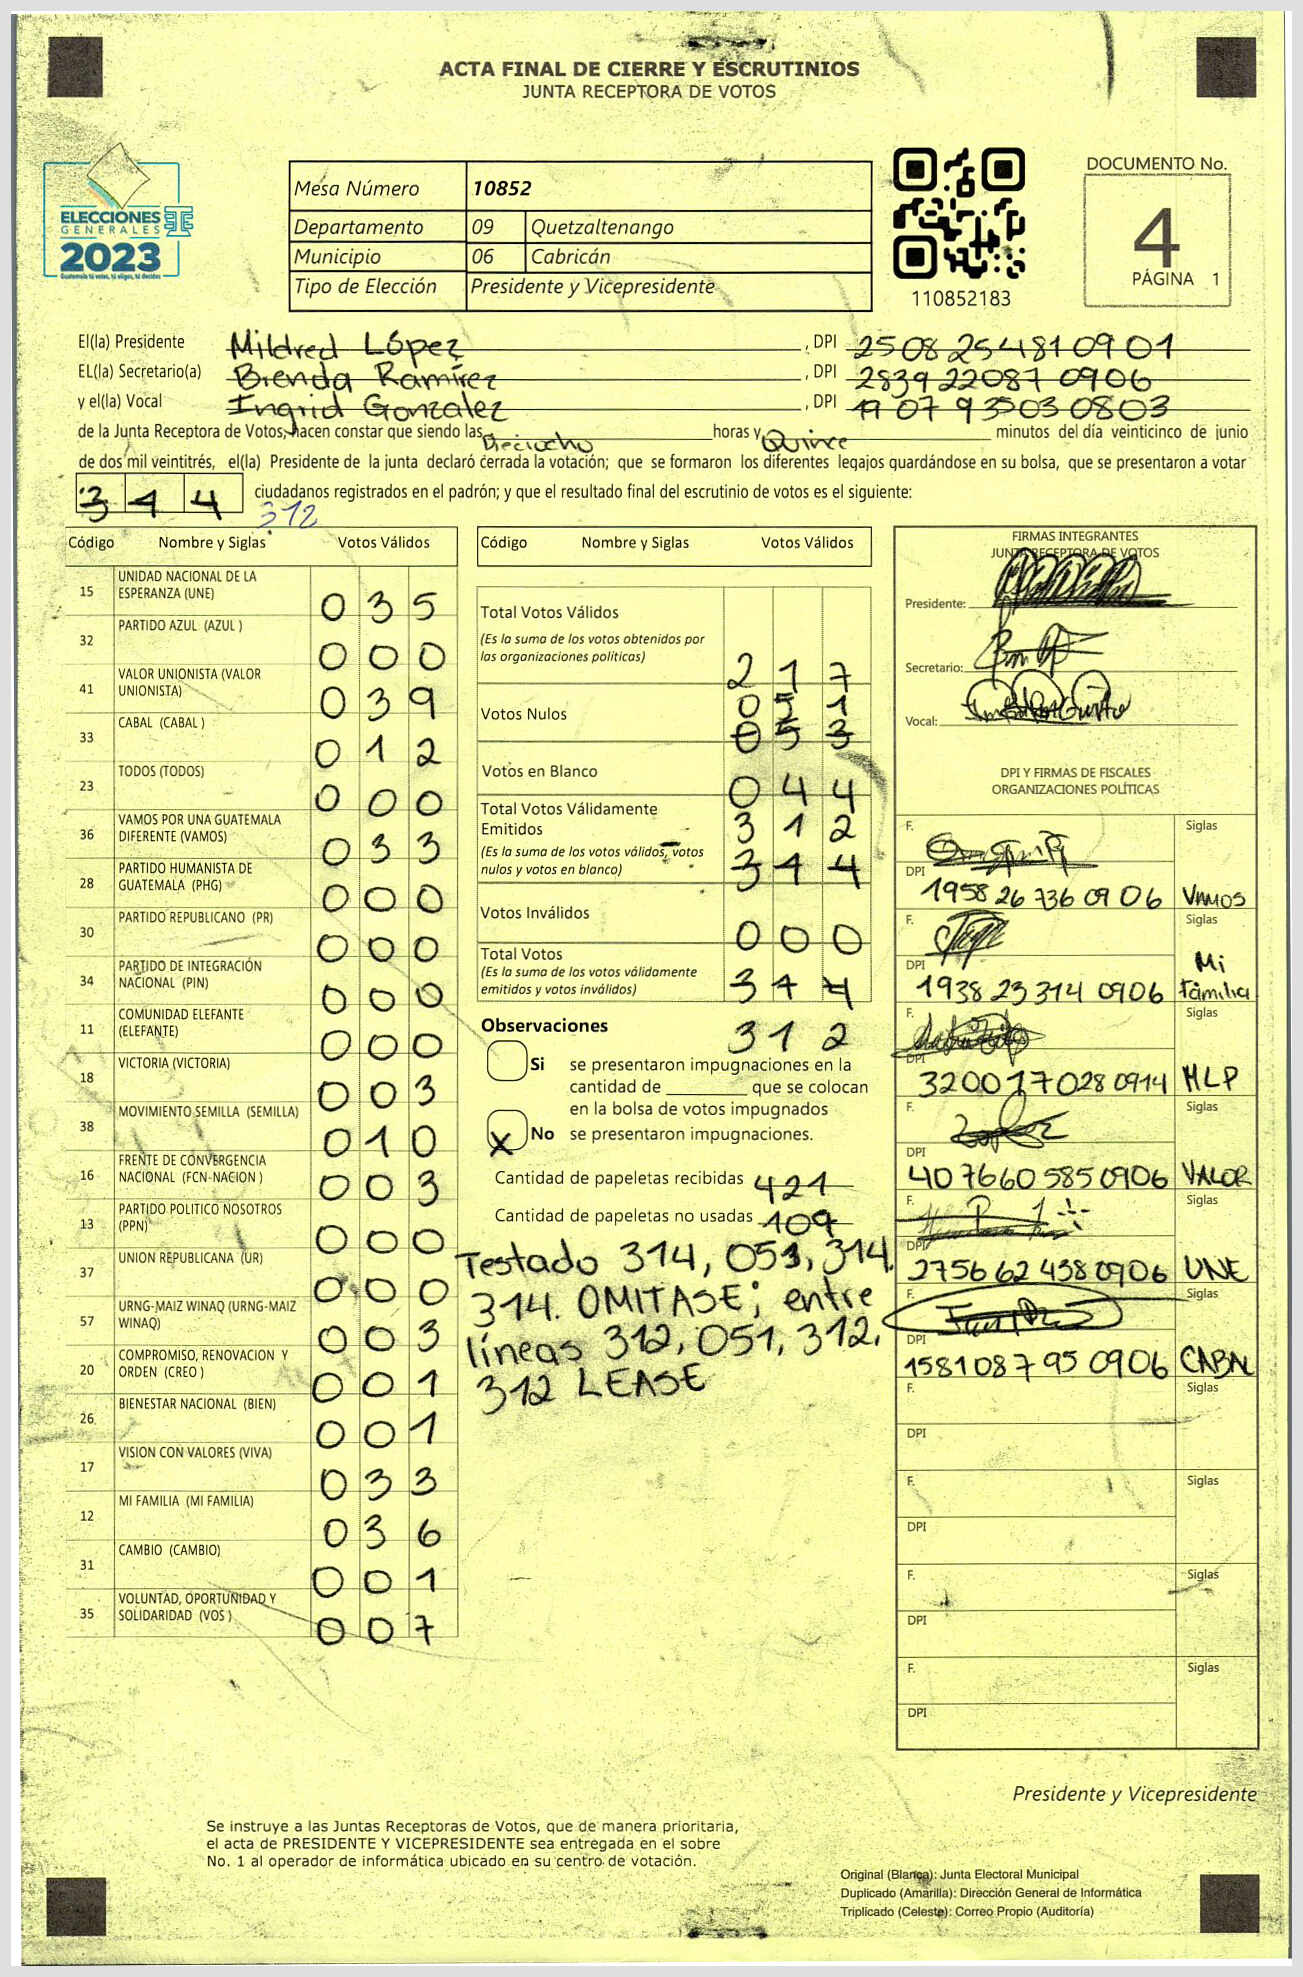 ACTA FINAL DE CIERRE Y ESCRUTINIOS
JUNTA RECEPTORA DE VOTOS
ELECCIONES
GENERALES
2023
Guatemala tú votas, tú eliges, tú decides
Mesa Número 10852
Departamento 09 Quetzaltenango
Municipio 06 Cabricán
Tipo de Elección Presidente y Vicepresidente
110852183
DOCUMENTO No.
4
PÁGINA 1
El(la) Presidente Mildred López, DPI 2508 25481 0901
EL(la) Secretario(a) Brenda Ramírez, DPI 2839 22087 0906
y el(la) Vocal Ingrid Gonzalez, DPI 1907 93503 0803
de la Junta Receptora de Votos, hacen constar que siendo las Dieciocho horas y Quince minutos del día veinticinco de junio
de dos mil veintitrés, el(la) Presidente de la junta declaró cerrada la votación; que se formaron los diferentes legajos guardándose en su bolsa, que se presentaron a votar
3 1 4 ciudadanos registrados en el padrón; y que el resultado final del escrutinio de votos es el siguiente:
312
Código Nombre y Siglas Votos Válidos
15 UNIDAD NACIONAL DE LA
ESPERANZA (UNE) 0 3 5
32 PARTIDO AZUL (AZUL ) 0 0 0
41 VALOR UNIONISTA (VALOR
UNIONISTA) 0 3 9
33 CABAL (CABAL ) 0 1 2
23 TODOS (TODOS) 0 0 0
36 VAMOS POR UNA GUATEMALA
DIFERENTE (VAMOS) 0 3 3
28 PARTIDO HUMANISTA DE
GUATEMALA (PHG) 0 0 0
30 PARTIDO REPUBLICANO (PR) 0 0 0
34 PARTIDO DE INTEGRACIÓN
NACIONAL (PIN) 0 0 0
11 COMUNIDAD ELEFANTE
(ELEFANTE) 0 0 0
18 VICTORIA (VICTORIA) 0 0 3
38 MOVIMIENTO SEMILLA (SEMILLA) 0 1 0
16 FRENTE DE CONVERGENCIA
NACIONAL (FCN-NACION ) 0 0 3
13 PARTIDO POLITICO NOSOTROS
(PPN) 0 0 0
37 UNION REPUBLICANA (UR) 0 0 0
57 URNG-MAIZ WINAQ (URNG-MAIZ
WINAQ) 0 0 3
20 COMPROMISO, RENOVACION Y
ORDEN (CREO ) 0 0 1
26 BIENESTAR NACIONAL (BIEN) 0 0 1
17 VISION CON VALORES (VIVA) 0 3 3
12 MI FAMILIA (MI FAMILIA) 0 3 6
31 CAMBIO (CAMBIO) 0 0 1
35 VOLUNTAD, OPORTUNIDAD Y
SOLIDARIDAD (VOS ) 0 0 7
Código Nombre y Siglas Votos Válidos
Total Votos Válidos
(Es la suma de los votos obtenidos por
las organizaciones políticas) 2 1 7
0 5 1
Votos Nulos 0 5 3
Votos en Blanco 0 4 4
Total Votos Válidamente
Emitidos 3 1 2
(Es la suma de los votos válidos, votos
nulos y votos en blanco) 3 1 4
Votos Inválidos 0 0 0
Total Votos
(Es la suma de los votos válidamente
emitidos y votos inválidos) 3 1 4
Observaciones 3 1 2
Si se presentaron impugnaciones en la
cantidad de que se colocan
en la bolsa de votos impugnados
X No se presentaron impugnaciones.
Cantidad de papeletas recibidas 421
Cantidad de papeletas no usadas 109
Testado 314, 053, 314.
314. OMITASE; entre
líneas 312, 051, 312,
312 LEASE
FIRMAS INTEGRANTES
JUNTA RECEPTORA DE VOTOS
Presidente:
Secretario:
Vocal:
DPI Y FIRMAS DE FISCALES
ORGANIZACIONES POLÍTICAS
F. Siglas
DPI
1958 26 736 0906 VAMOS
F. Siglas
DPI
1938 23 314 0906 Mi Familia
F. Siglas
DPI
3200 17028 0914 MLP
F. Siglas
DPI
4076 60585 0906 VALOR
F. Siglas
DPI
2756 62 458 0906 UNE
F. Siglas
DPI
1581 087 95 0906 CABAL
F. Siglas
DPI
F. Siglas
DPI
F. Siglas
DPI
F. Siglas
DPI
Presidente y Vicepresidente
Se instruye a las Juntas Receptoras de Votos, que de manera prioritaria,
el acta de PRESIDENTE Y VICEPRESIDENTE sea entregada en el sobre
No. 1 al operador de informática ubicado en su centro de votación.
Original (Blanca): Junta Electoral Municipal
Duplicado (Amarilla): Dirección General de Informática
Triplicado (Celeste): Correo Propio (Auditoría)